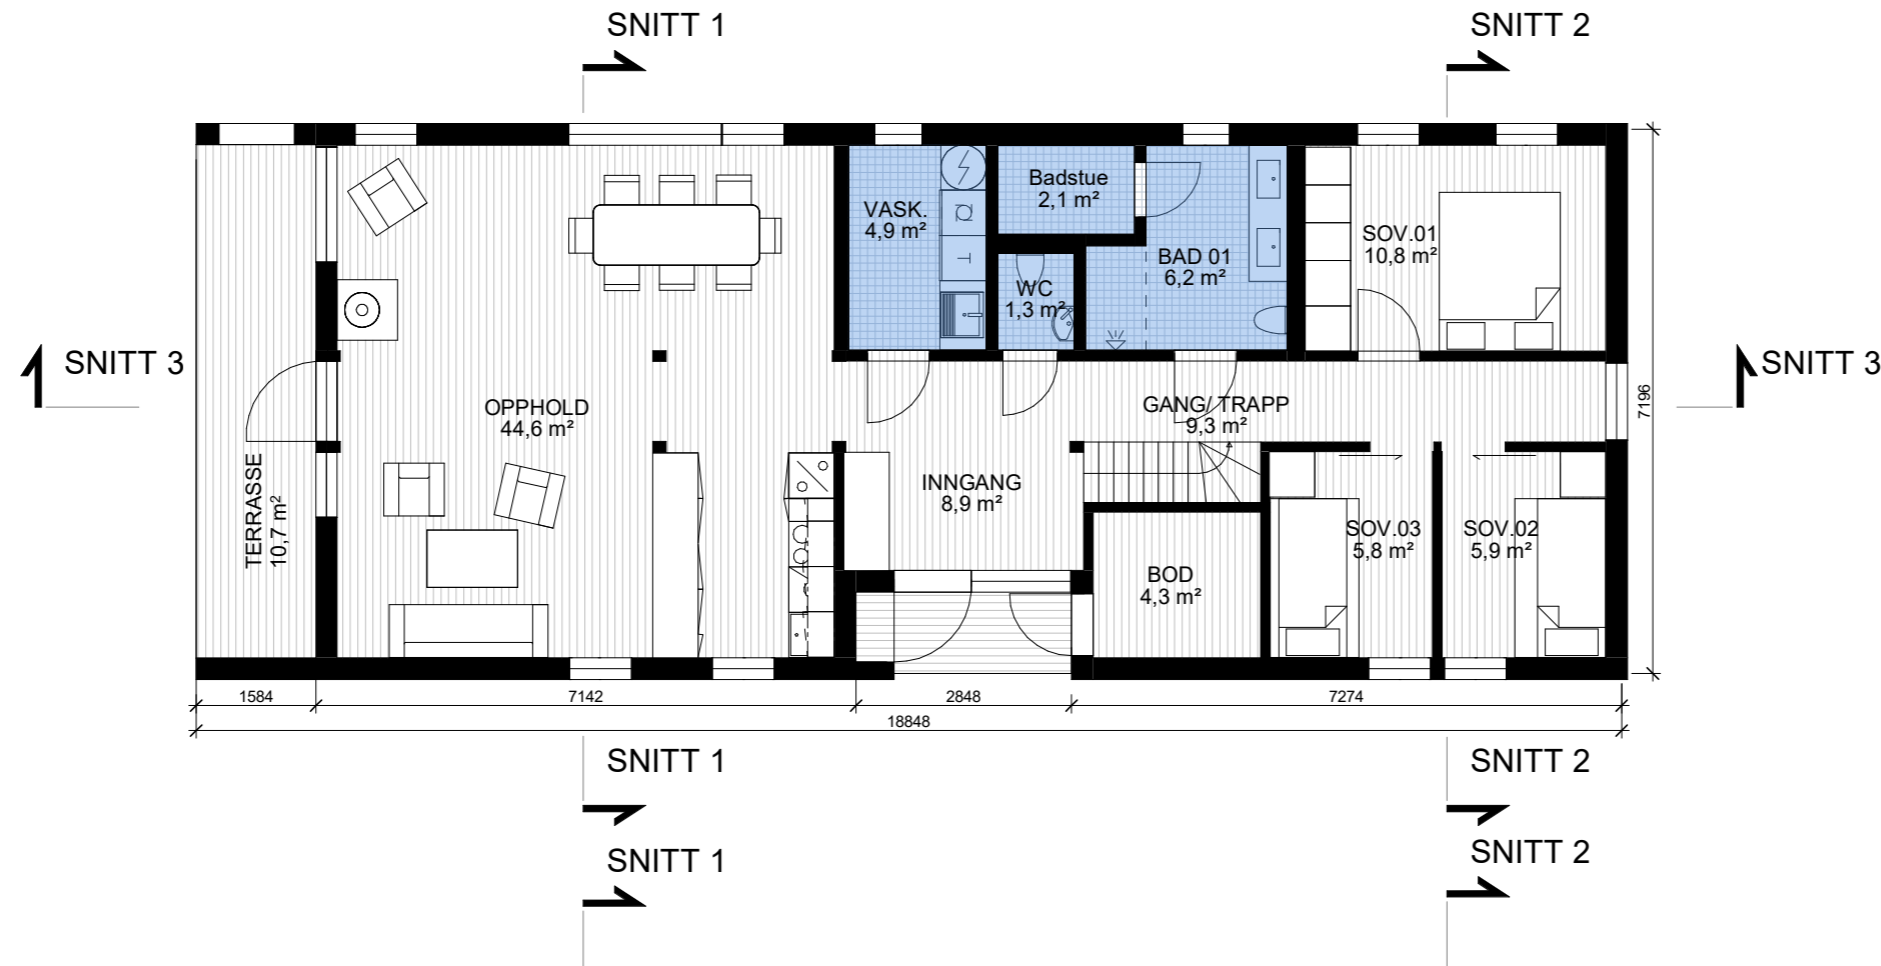 SNITT 1
SNITT 2
Badstue
2,1 m²
VASK.
4,9 m²
SOV.01
10,8 m²
BAD 01
6,2 m²
WC
1,3 m²
SNITT 3
SNITT 3
7196
OPPHOLD
44,6 m²
GANG/ TRAPP
9,3 m²
TERRASSE
10,7 m²
INNGANG
8,9 m²
SOV.03
5,8 m²
SOV.02
5,9 m²
BOD
4,3 m²
1584
7142
2848
7274
18848
SNITT 1
SNITT 2
SNITT 1
SNITT 2